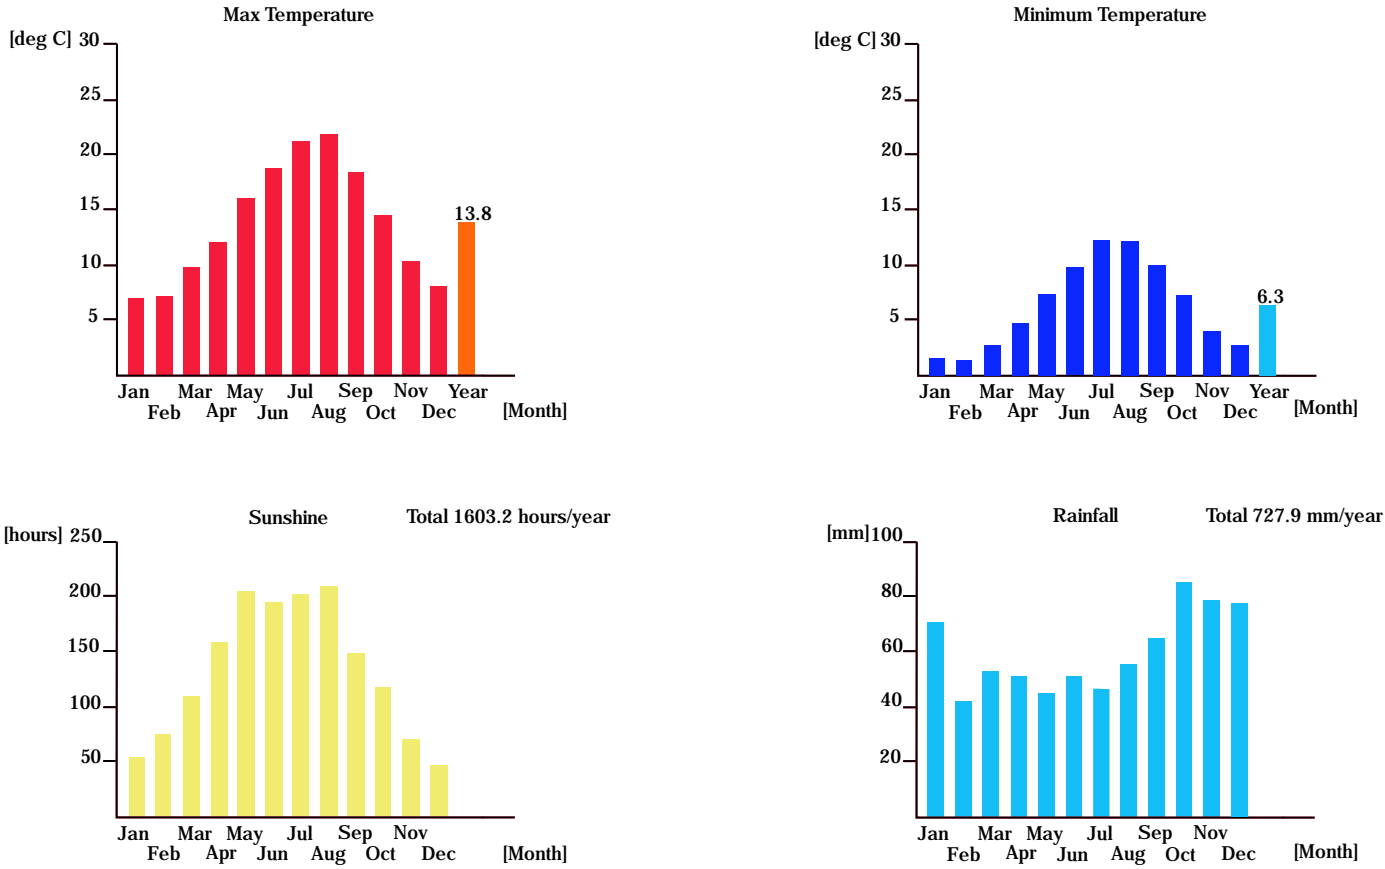 Max Temperature
[deg C] 30
25
20
15
10
5
13.8
Jan Mar May Jul Sep Nov Year
Feb Apr Jun Aug Oct Dec [Month]
Minimum Temperature
[deg C] 30
25
20
15
10
5
6.3
Jan Mar May Jul Sep Nov Year
Feb Apr Jun Aug Oct Dec [Month]
Sunshine Total 1603.2 hours/year
[hours] 250
200
150
100
50
Jan Mar May Jul Sep Nov
Feb Apr Jun Aug Oct Dec [Month]
Rainfall Total 727.9 mm/year
[mm] 100
80
60
40
20
Jan Mar May Jul Sep Nov
Feb Apr Jun Aug Oct Dec [Month]